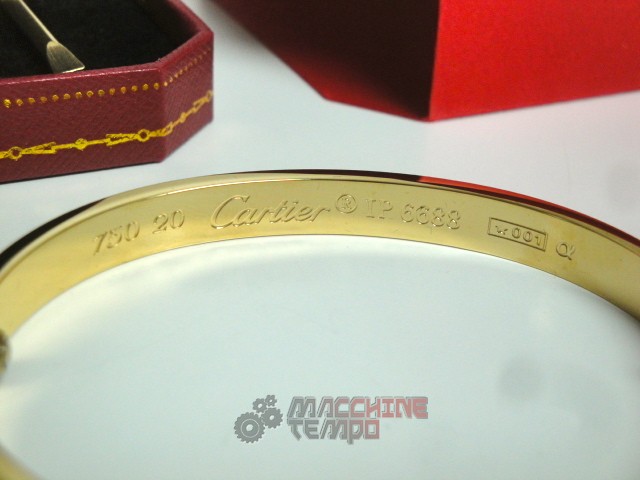 750 20 Cartier ® IP 6688 001 α
MACCHINE
TEMPO